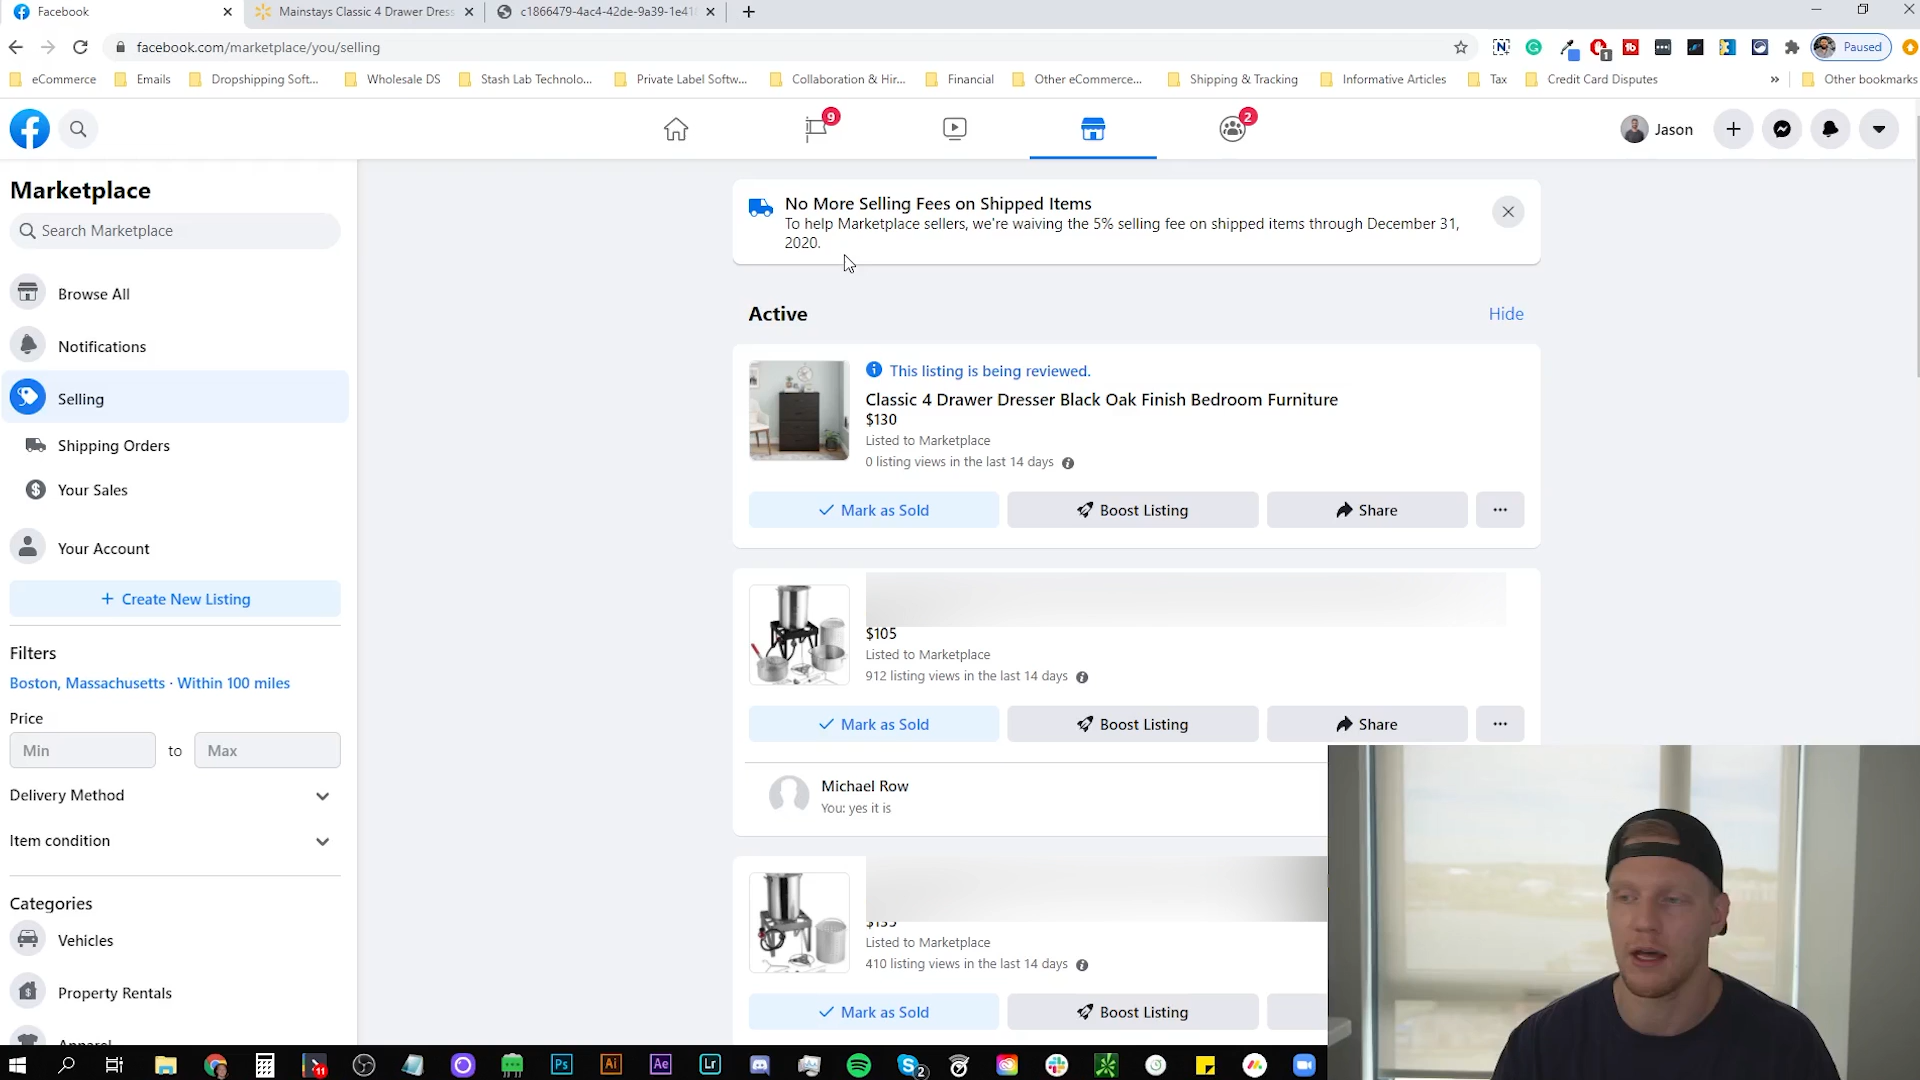 Facebook
Mainstays Classic 4 Drawer Dress
c1866479-4ac4-42de-9a39-1e41
facebook.com/marketplace/you/selling
Paused
eCommerce
Emails
Dropshipping Soft...
Wholesale DS
Stash Lab Technolo...
Private Label Softw...
Collaboration & Hir...
Financial
Other eCommerce...
Shipping & Tracking
Informative Articles
Tax
Credit Card Disputes
Other bookmarks
9
2
Jason
Marketplace
Search Marketplace
Browse All
Notifications
Selling
Shipping Orders
Your Sales
Your Account
+ Create New Listing
Filters
Boston, Massachusetts · Within 100 miles
Price
Min
to
Max
Delivery Method
Item condition
Categories
Vehicles
Property Rentals
Apparel
No More Selling Fees on Shipped Items
To help Marketplace sellers, we're waiving the 5% selling fee on shipped items through December 31,
2020.
Active
Hide
This listing is being reviewed.
Classic 4 Drawer Dresser Black Oak Finish Bedroom Furniture
$130
Listed to Marketplace
0 listing views in the last 14 days
Mark as Sold
Boost Listing
Share
$105
Listed to Marketplace
912 listing views in the last 14 days
Mark as Sold
Boost Listing
Share
Michael Row
You: yes it is
$135
Listed to Marketplace
410 listing views in the last 14 days
Mark as Sold
Boost Listing
11
Ps
Ai
Ae
Lr
2